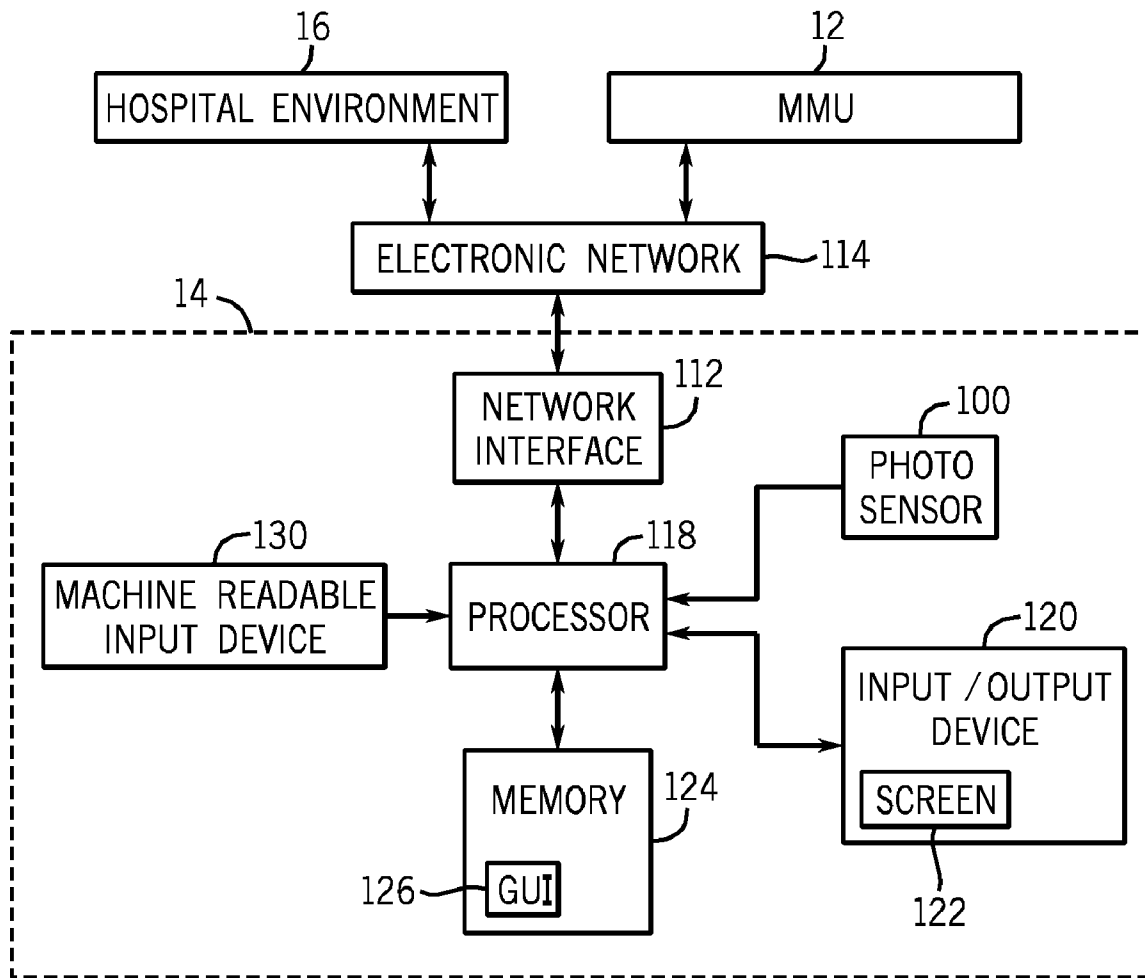 16
12
HOSPITAL ENVIRONMENT
MMU
ELECTRONIC NETWORK
114
14
112
NETWORK
INTERFACE
100
PHOTO
SENSOR
130
118
MACHINE READABLE
INPUT DEVICE
PROCESSOR
120
INPUT / OUTPUT
DEVICE
MEMORY
124
SCREEN
126
GUI
122